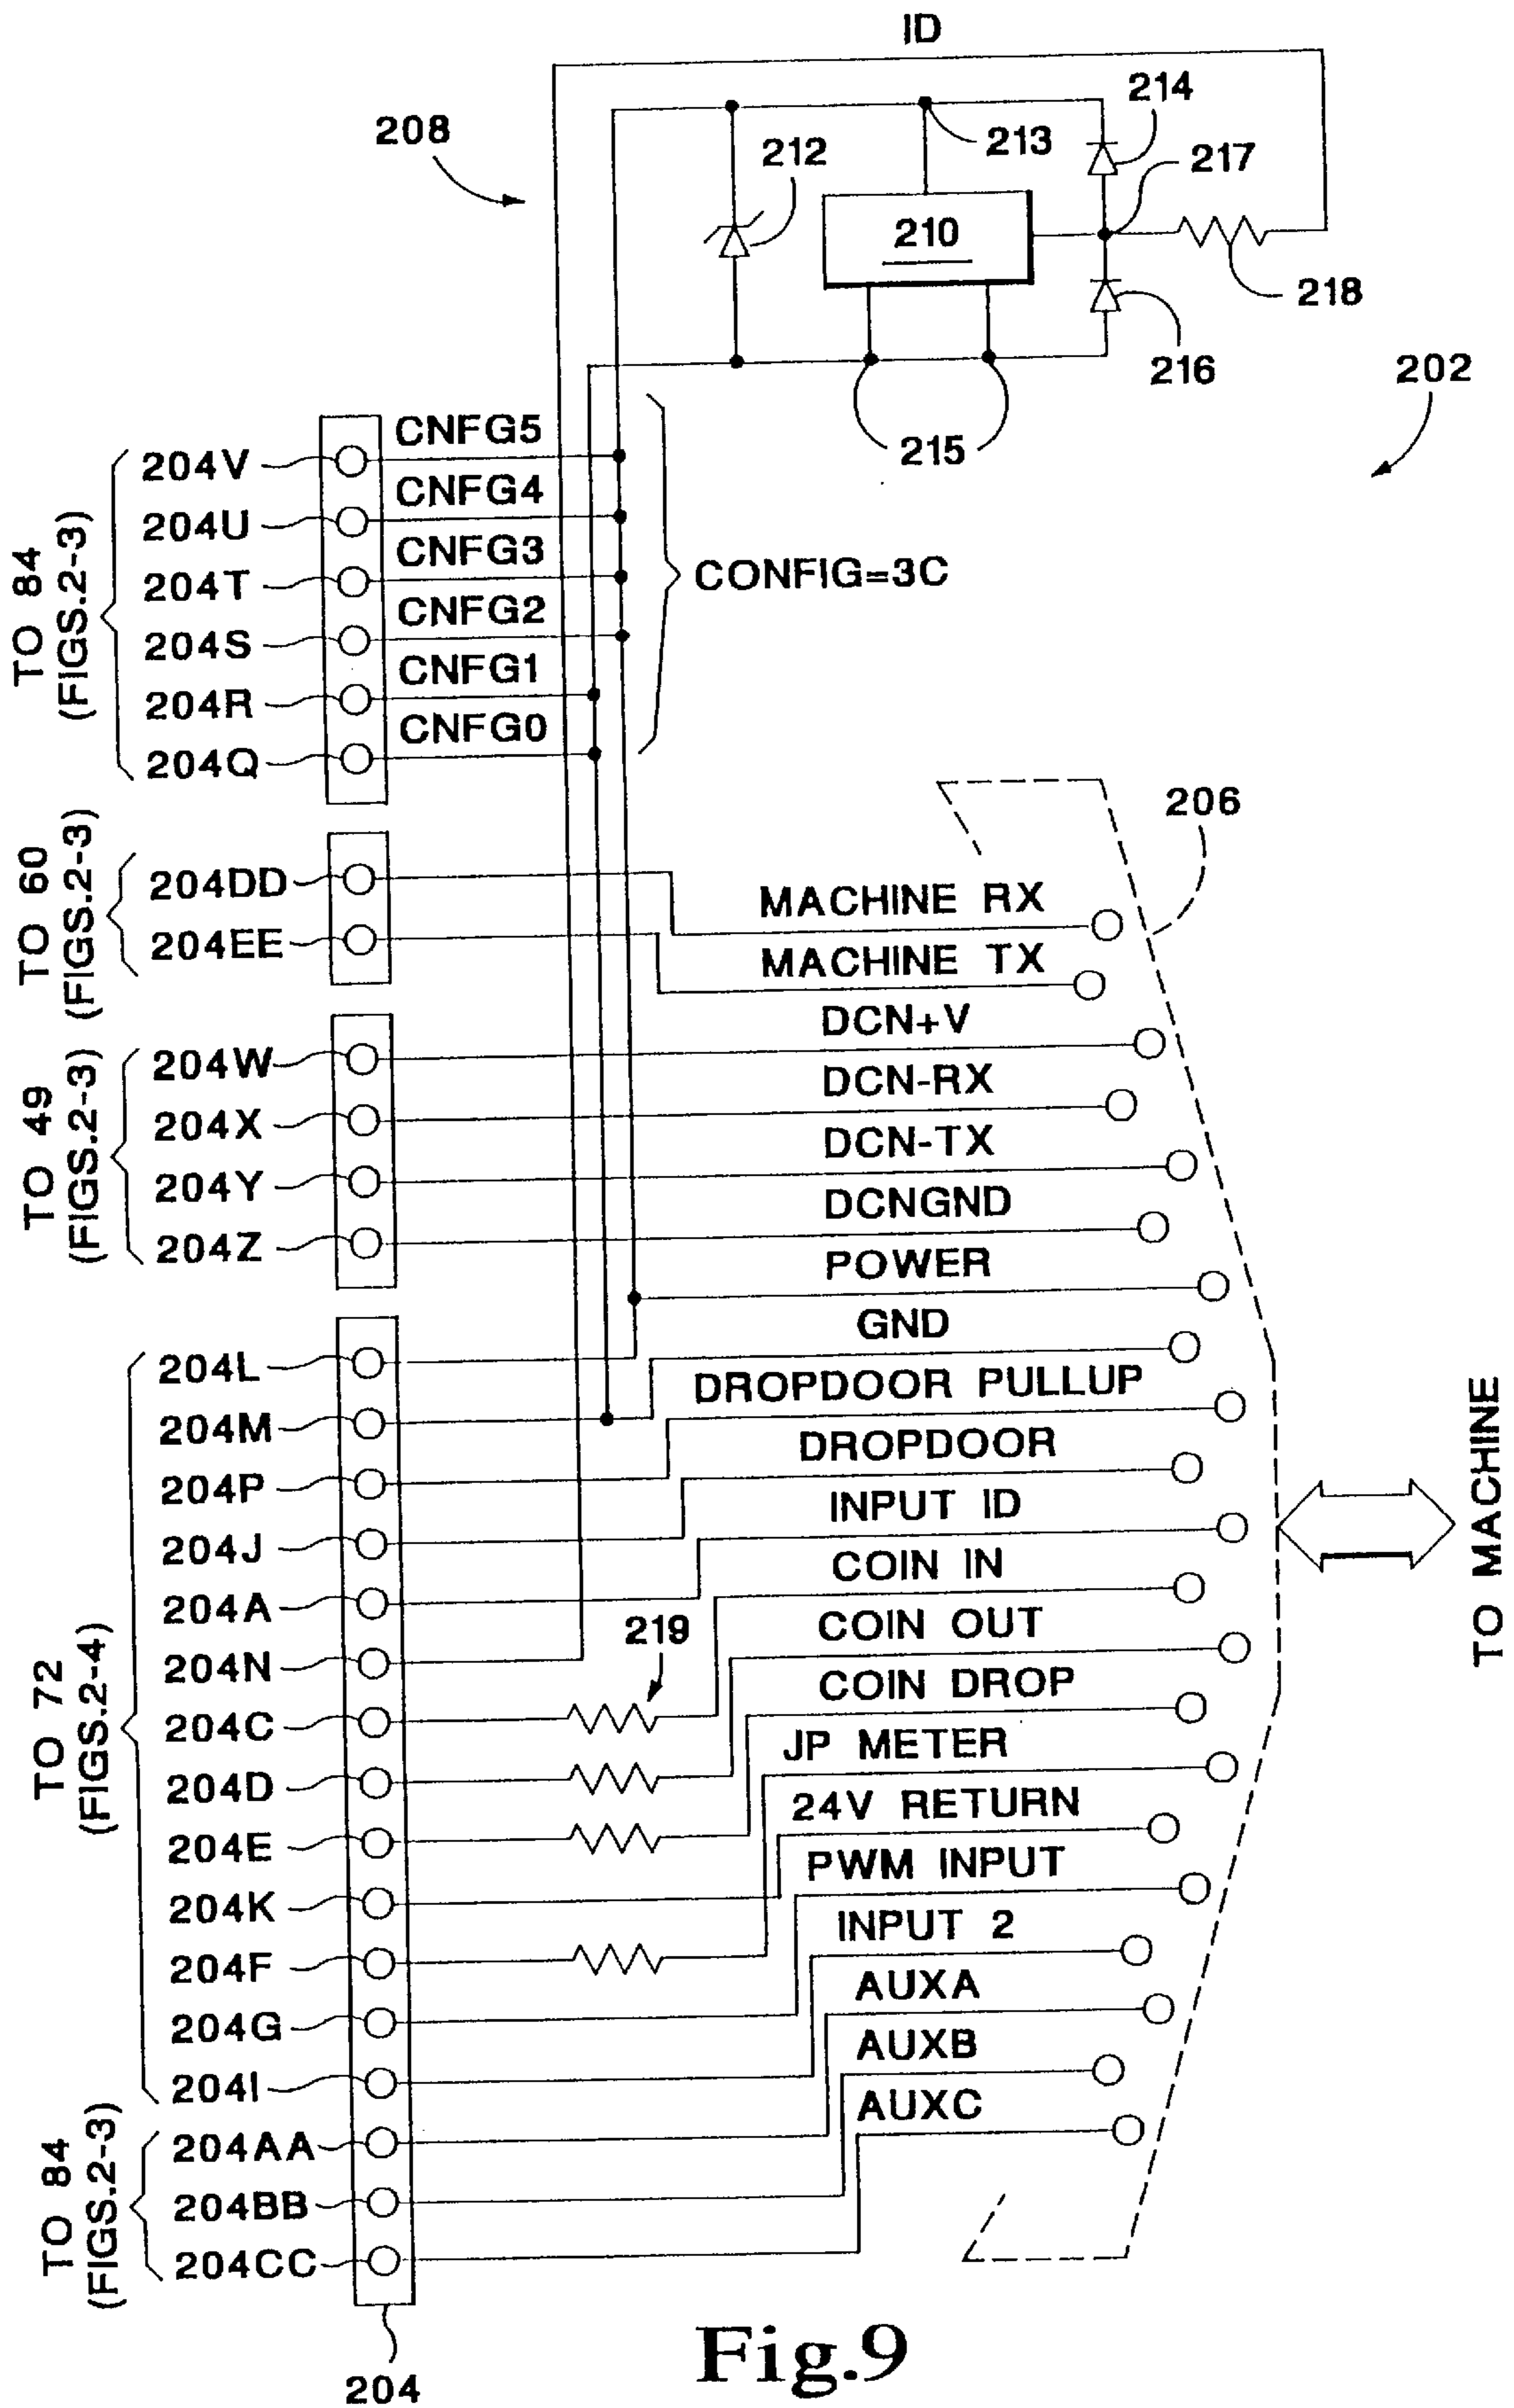 ID
208
212
213
214
217
210
218
216
215
202
204V
CNFG5
204U
CNFG4
204T
CNFG3
204S
CNFG2
204R
CNFG1
204Q
CNFG0
TO 84
(FIGS.2-3)
CONFIG=3C
206
TO 60
(FIGS.2-3)
204DD
MACHINE RX
204EE
MACHINE TX
TO 49
(FIGS.2-3)
204W
DCN+V
204X
DCN-RX
204Y
DCN-TX
204Z
DCNGND
POWER
GND
TO 72
(FIGS.2-4)
204L
204M
DROPDOOR PULLUP
204P
DROPDOOR
204J
INPUT ID
204A
COIN IN
204N
219
COIN OUT
204C
COIN DROP
204D
JP METER
204E
24V RETURN
204K
PWM INPUT
204F
INPUT 2
204G
AUXA
204I
AUXB
TO 84
(FIGS.2-3)
204AA
AUXC
204BB
204CC
TO MACHINE
204
Fig.9